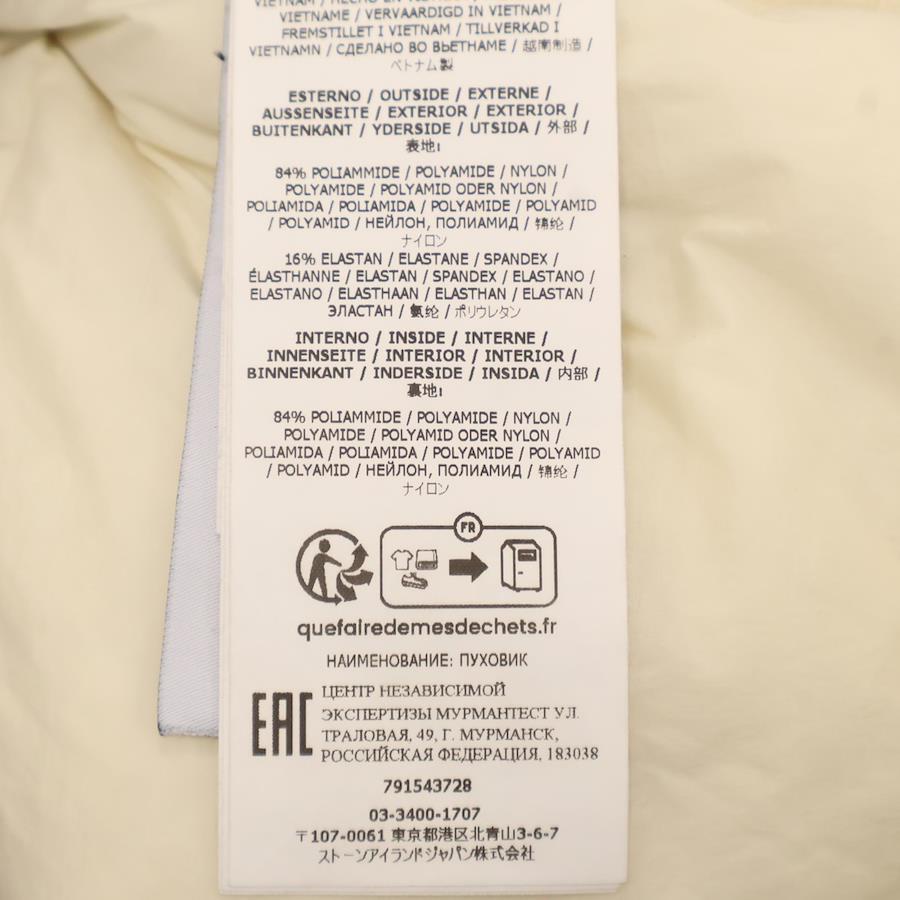 VIETNAM / HECHO EN
VIETNAME / VERVAARDIGD IN VIETNAM /
FREMSTILLET I VIETNAM / TILLVERKAD I
VIETNAMN / СДЕЛАНО ВО ВЬЕТНАМЕ / 越南制造 /
ベトナム製
ESTERNO / OUTSIDE / EXTERNE /
AUSSENSEITE / EXTERIOR / EXTERIOR /
BUITENKANT / YDERSIDE / UTSIDA / 外部 /
表地:
84% POLIAMMIDE / POLYAMIDE / NYLON /
POLYAMIDE / POLYAMID ODER NYLON /
POLIAMIDA / POLIAMIDA / POLYAMIDE / POLYAMID
/ POLYAMID / НЕЙЛОН, ПОЛИАМИД / 锦纶 /
ナイロン
16% ELASTAN / ELASTANE / SPANDEX /
ÉLASTHANNE / ELASTAN / SPANDEX / ELASTANO /
ELASTANO / ELASTHAAN / ELASTHAN / ELASTAN /
ЭЛАСТАН / 氨纶 / ポリウレタン
INTERNO / INSIDE / INTERNE /
INNENSEITE / INTERIOR / INTERIOR /
BINNENKANT / INDERSIDE / INSIDA / 内部 /
裏地:
84% POLIAMMIDE / POLYAMIDE / NYLON /
POLYAMIDE / POLYAMID ODER NYLON /
POLIAMIDA / POLIAMIDA / POLYAMIDE / POLYAMID
/ POLYAMID / НЕЙЛОН, ПОЛИАМИД / 锦纶 /
ナイロン
FR
quefairedemesdechets.fr
НАИМЕНОВАНИЕ: ПУХОВИК
EAC
ЦЕНТР НЕЗАВИСИМОЙ
ЭКСПЕРТИЗЫ МУРМАНТЕСТ УЛ.
ТРАЛОВАЯ, 49, Г. МУРМАНСК,
РОССИЙСКАЯ ФЕДЕРАЦИЯ, 183038
791543728
03-3400-1707
〒107-0061 東京都港区北青山3-6-7
ストーンアイランドジャパン株式会社